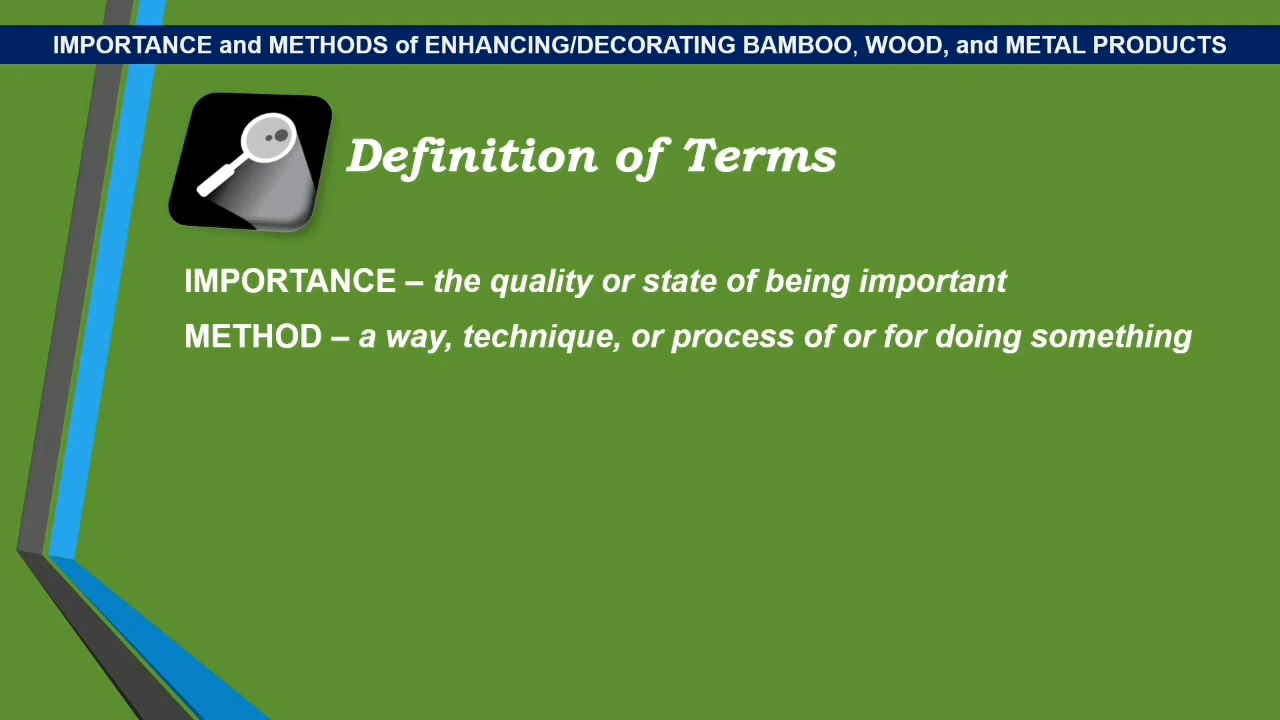 IMPORTANCE and METHODS of ENHANCING/DECORATING BAMBOO, WOOD, and METAL PRODUCTS
Definition of Terms
IMPORTANCE – the quality or state of being important
METHOD – a way, technique, or process of or for doing something